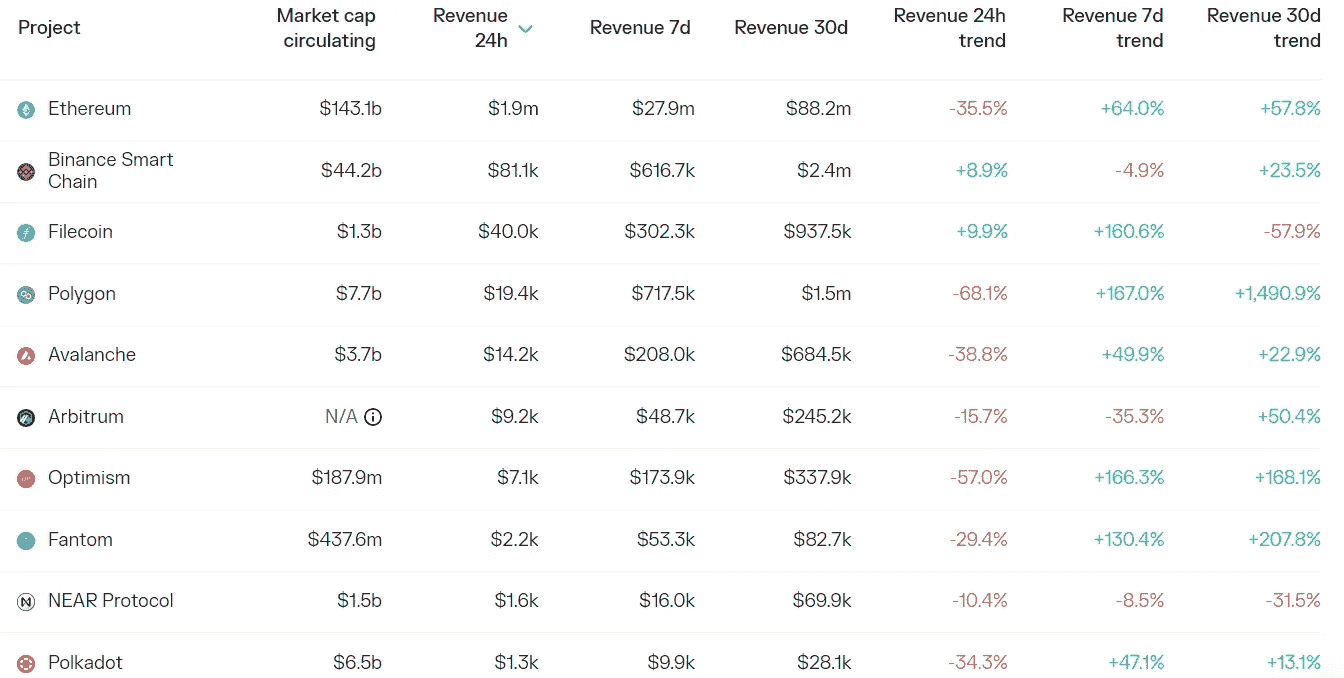 Project Market cap circulating Revenue 24h Revenue 7d Revenue 30d Revenue 24h trend Revenue 7d trend Revenue 30d trend
Ethereum $143.1b $1.9m $27.9m $88.2m -35.5% +64.0% +57.8%
Binance Smart Chain $44.2b $81.1k $616.7k $2.4m +8.9% -4.9% +23.5%
Filecoin $1.3b $40.0k $302.3k $937.5k +9.9% +160.6% -57.9%
Polygon $7.7b $19.4k $717.5k $1.5m -68.1% +167.0% +1,490.9%
Avalanche $3.7b $14.2k $208.0k $684.5k -38.8% +49.9% +22.9%
Arbitrum N/A $9.2k $48.7k $245.2k -15.7% -35.3% +50.4%
Optimism $187.9m $7.1k $173.9k $337.9k -57.0% +166.3% +168.1%
Fantom $437.6m $2.2k $53.3k $82.7k -29.4% +130.4% +207.8%
NEAR Protocol $1.5b $1.6k $16.0k $69.9k -10.4% -8.5% -31.5%
Polkadot $6.5b $1.3k $9.9k $28.1k -34.3% +47.1% +13.1%